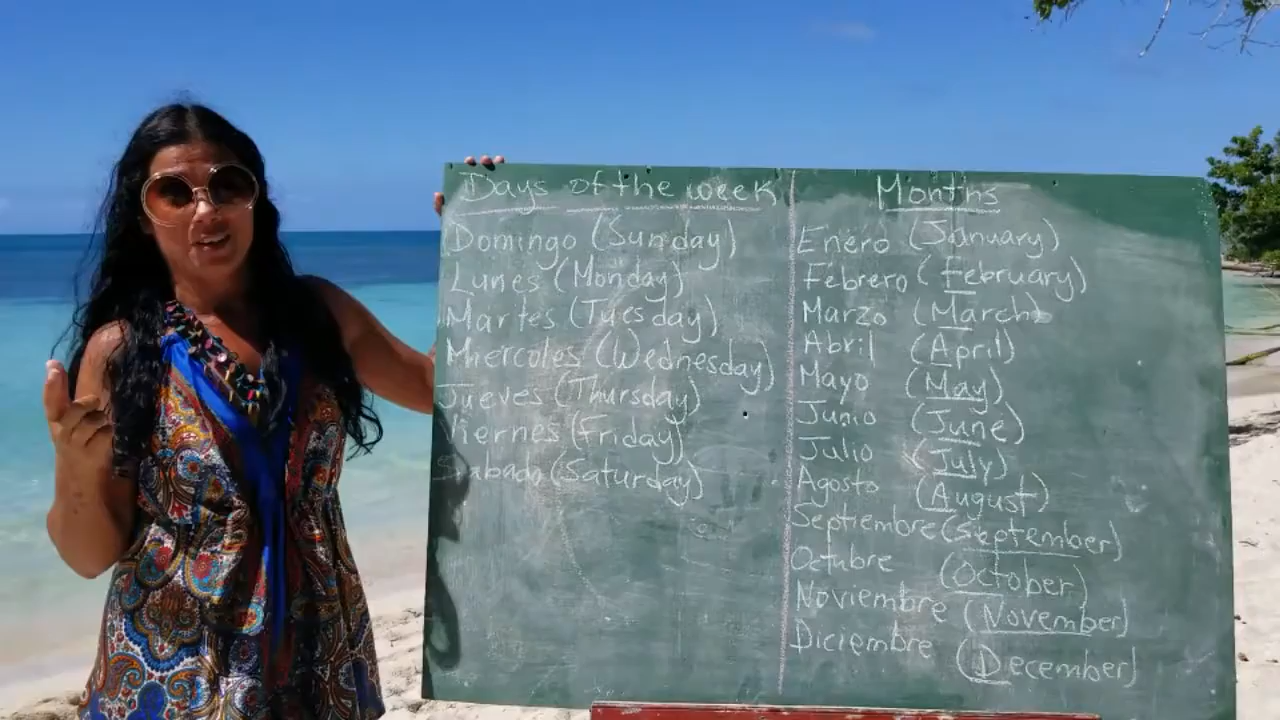 Days of the week
Domingo (Sunday)
Lunes (Monday)
Martes (Tuesday)
Miercoles (Wednesday)
Jueves (Thursday)
Viernes (Friday)
Sabado (Saturday)
Months
Enero (January)
Febrero (February)
Marzo (March)
Abril (April)
Mayo (May)
Junio (June)
Julio (July)
Agosto (August)
Septiembre (September)
Octubre (October)
Noviembre (November)
Diciembre (December)